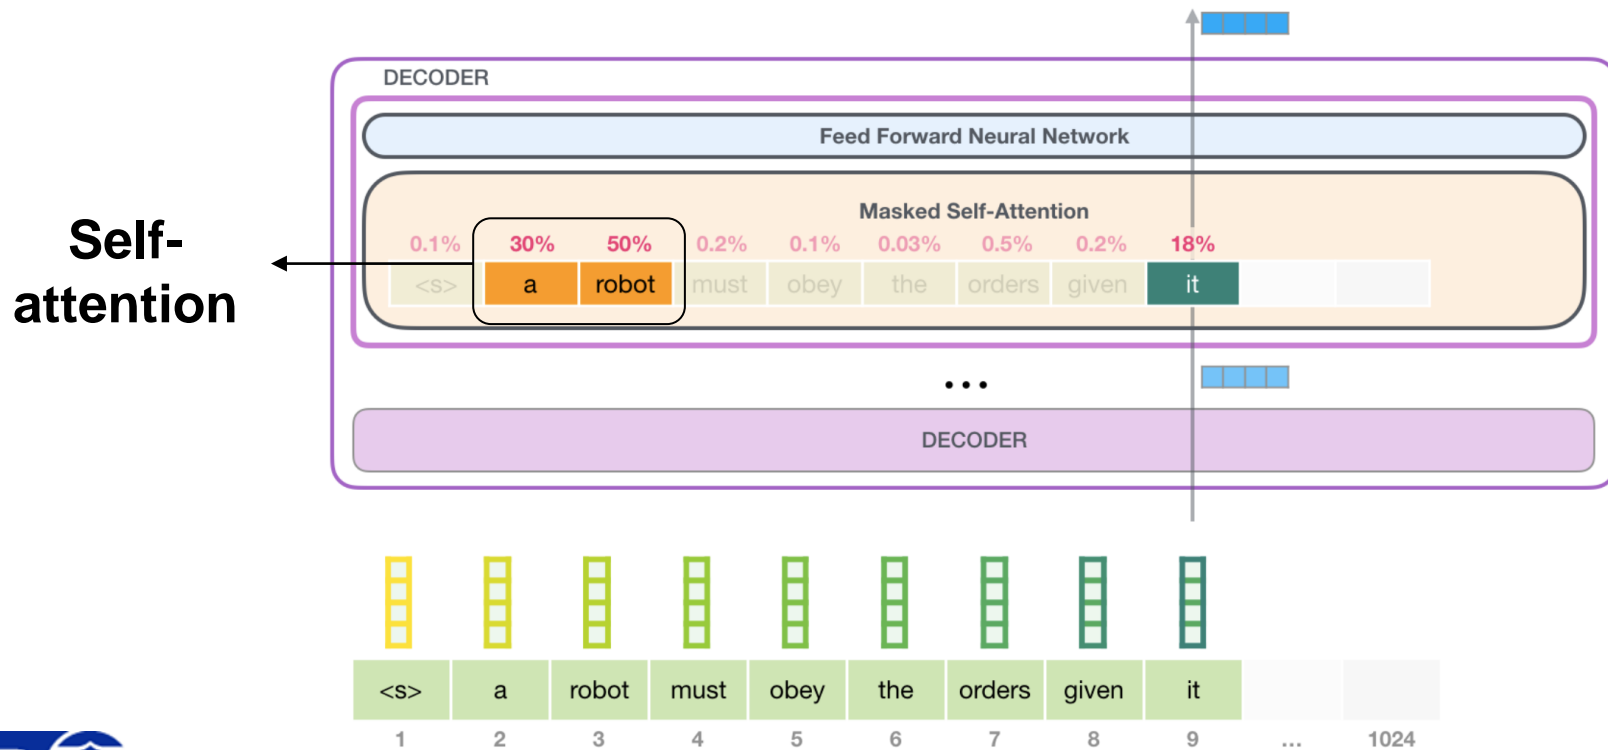 DECODER
Feed Forward Neural Network
Masked Self-Attention
0.1% 30% 50% 0.2% 0.1% 0.03% 0.5% 0.2% 18%
<s> a robot must obey the orders given it
Self-
attention
...
DECODER
<s> a robot must obey the orders given it
1 2 3 4 5 6 7 8 9 ... 1024